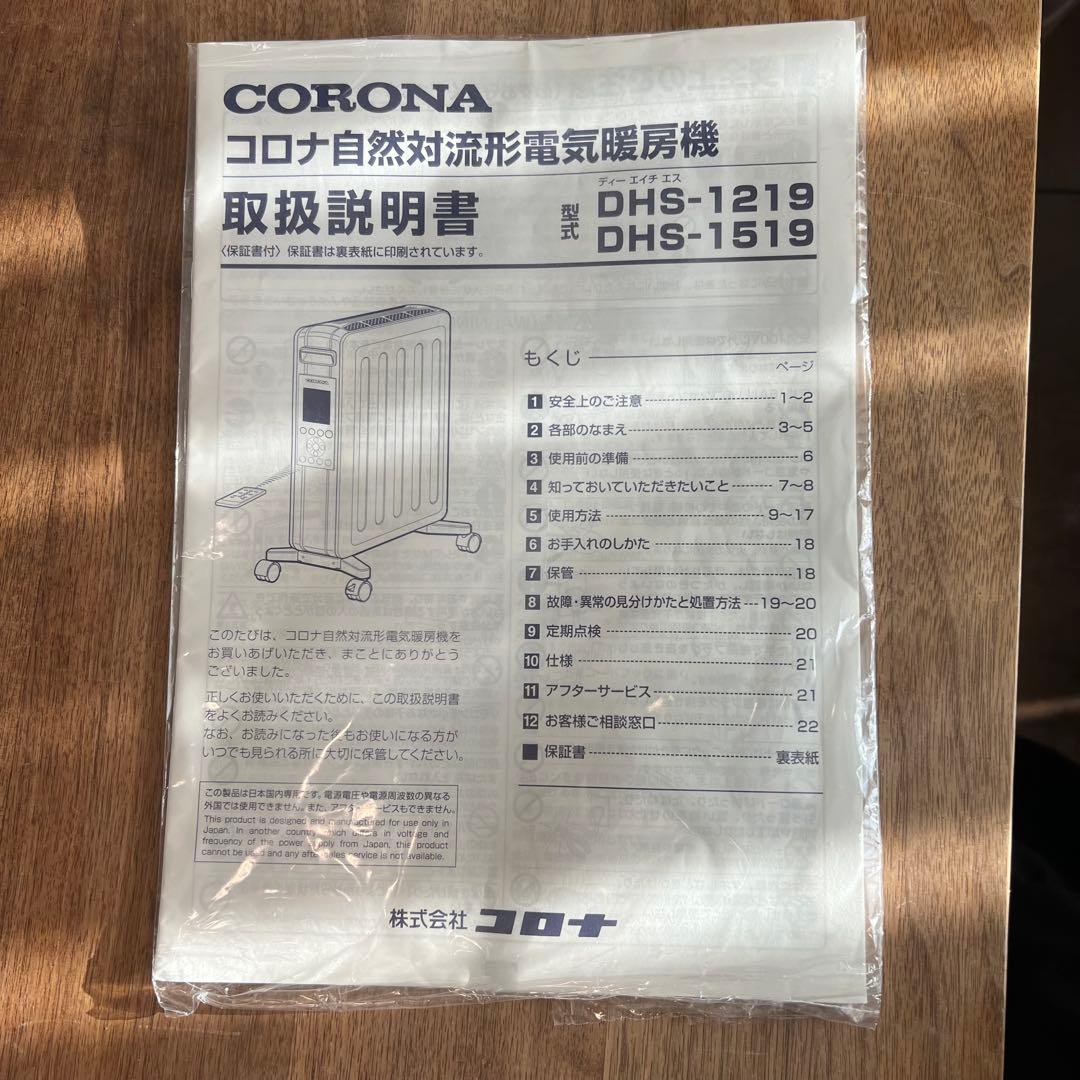 CORONA
コロナ自然対流形電気暖房機
取扱説明書
〈保証書付〉保証書は裏表紙に印刷されています。
型式
ディー エイチ エス
DHS-1219
DHS-1519
もくじ
ページ
1 安全上のご注意 1〜2
2 各部のなまえ 3〜5
3 使用前の準備 6
4 知っておいていただきたいこと 7〜8
5 使用方法 9〜17
6 お手入れのしかた 18
7 保管 18
8 故障・異常の見分けかたと処置方法 19〜20
9 定期点検 20
10 仕様 21
11 アフターサービス 21
12 お客様ご相談窓口 22
■ 保証書 裏表紙
このたびは、コロナ自然対流形電気暖房機を
お買いあげいただき、まことにありがとう
ございました。
正しくお使いいただくために、この取扱説明書
をよくお読みください。
なお、お読みになった後もお使いになる方が
いつでも見られる所に大切に保管してください。
この製品は日本国内専用です。電源電圧や電源周波数の異なる
外国では使用できません。また、アフターサービスもできません。
This product is designed and manufactured for use only in
Japan. In another country which differs in voltage and
frequency of the power supply from Japan, this product
cannot be used and any after-sales service is not available.
株式会社 コロナ